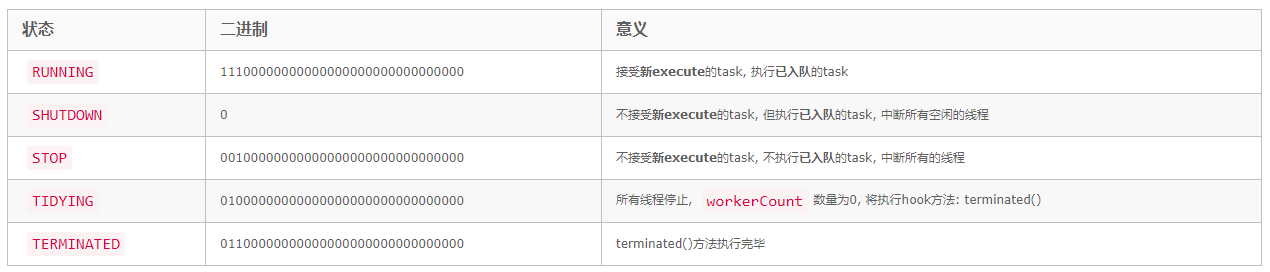 状态 二进制 意义
RUNNING 11100000000000000000000000000000 接受新execute的task, 执行已入队的task
SHUTDOWN 0 不接受新execute的task, 但执行已入队的task, 中断所有空闲的线程
STOP 00100000000000000000000000000000 不接受新execute的task, 不执行已入队的task, 中断所有的线程
TIDYING 01000000000000000000000000000000 所有线程停止, workerCount 数量为0, 将执行hook方法: terminated()
TERMINATED 01100000000000000000000000000000 terminated()方法执行完毕